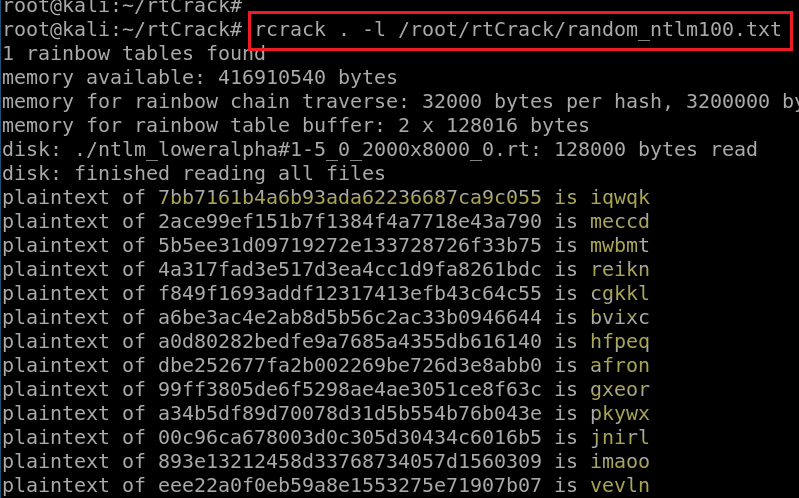 root@kali:~/rtCrack#
root@kali:~/rtCrack# rcrack . -l /root/rtCrack/random_ntlm100.txt
1 rainbow tables found
memory available: 416910540 bytes
memory for rainbow chain traverse: 32000 bytes per hash, 3200000 by
memory for rainbow table buffer: 2 x 128016 bytes
disk: ./ntlm_loweralpha#1-5_0_2000x8000_0.rt: 128000 bytes read
disk: finished reading all files
plaintext of 7bb7161b4a6b93ada62236687ca9c055 is iqwqk
plaintext of 2ace99ef151b7f1384f4a7718e43a790 is meccd
plaintext of 5b5ee31d09719272e133728726f33b75 is mwbmt
plaintext of 4a317fad3e517d3ea4cc1d9fa8261bdc is reikn
plaintext of f849f1693addf12317413efb43c64c55 is cgkkl
plaintext of a6be3ac4e2ab8d5b56c2ac33b0946644 is bvixc
plaintext of a0d80282bedfe9a7685a4355db616140 is hfpeq
plaintext of dbe252677fa2b002269be726d3e8abb0 is afron
plaintext of 99ff3805de6f5298ae4ae3051ce8f63c is gxeor
plaintext of a34b5df89d70078d31d5b554b76b043e is pkywx
plaintext of 00c96ca678003d0c305d30434c6016b5 is jnirl
plaintext of 893e13212458d33768734057d1560309 is imaoo
plaintext of eee22a0f0eb59a8e1553275e71907b07 is vevln